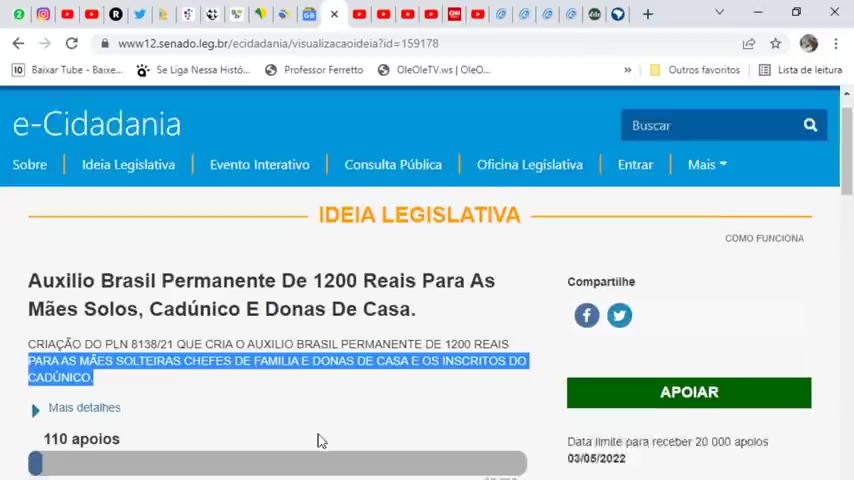 www12.senado.leg.br/ecidadania/visualizacaoideia?id=159178
Baixar Tube - Baixe...
Se Liga Nessa Histó...
Professor Ferretto
OleOleTV.ws | OleO...
»
Outros favoritos
Lista de leitura
e-Cidadania
Buscar
Sobre
Ideia Legislativa
Evento Interativo
Consulta Pública
Oficina Legislativa
Entrar
Mais
IDEIA LEGISLATIVA
COMO FUNCIONA
Auxilio Brasil Permanente De 1200 Reais Para As
Mães Solos, Cadúnico E Donas De Casa.
CRIAÇÃO DO PLN 8138/21 QUE CRIA O AUXILIO BRASIL PERMANENTE DE 1200 REAIS
PARA AS MÃES SOLTEIRAS CHEFES DE FAMILIA E DONAS DE CASA E OS INSCRITOS DO
CADÚNICO.
Mais detalhes
110 apoios
Compartilhe
APOIAR
Data limite para receber 20 000 apoios
03/05/2022